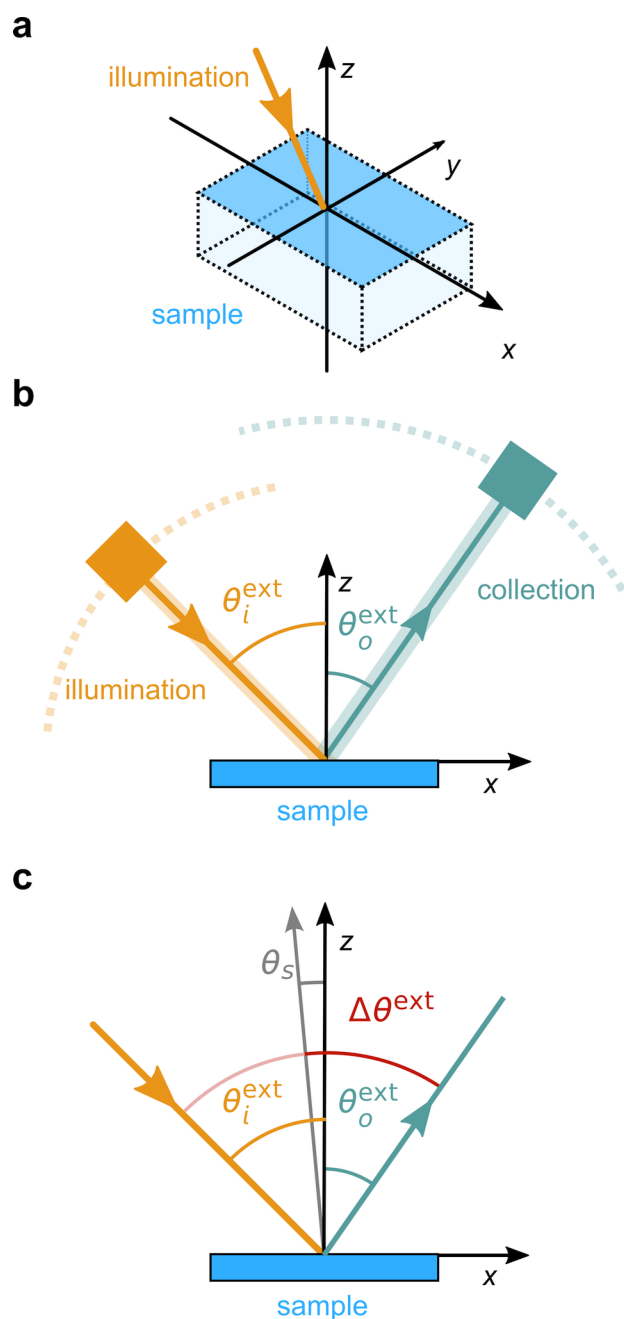 a
illumination
z
y
sample
x
b
θ_i^ext
z
θ_o^ext
collection
illumination
x
sample
c
θ_s
z
Δθ^ext
θ_i^ext
θ_o^ext
x
sample